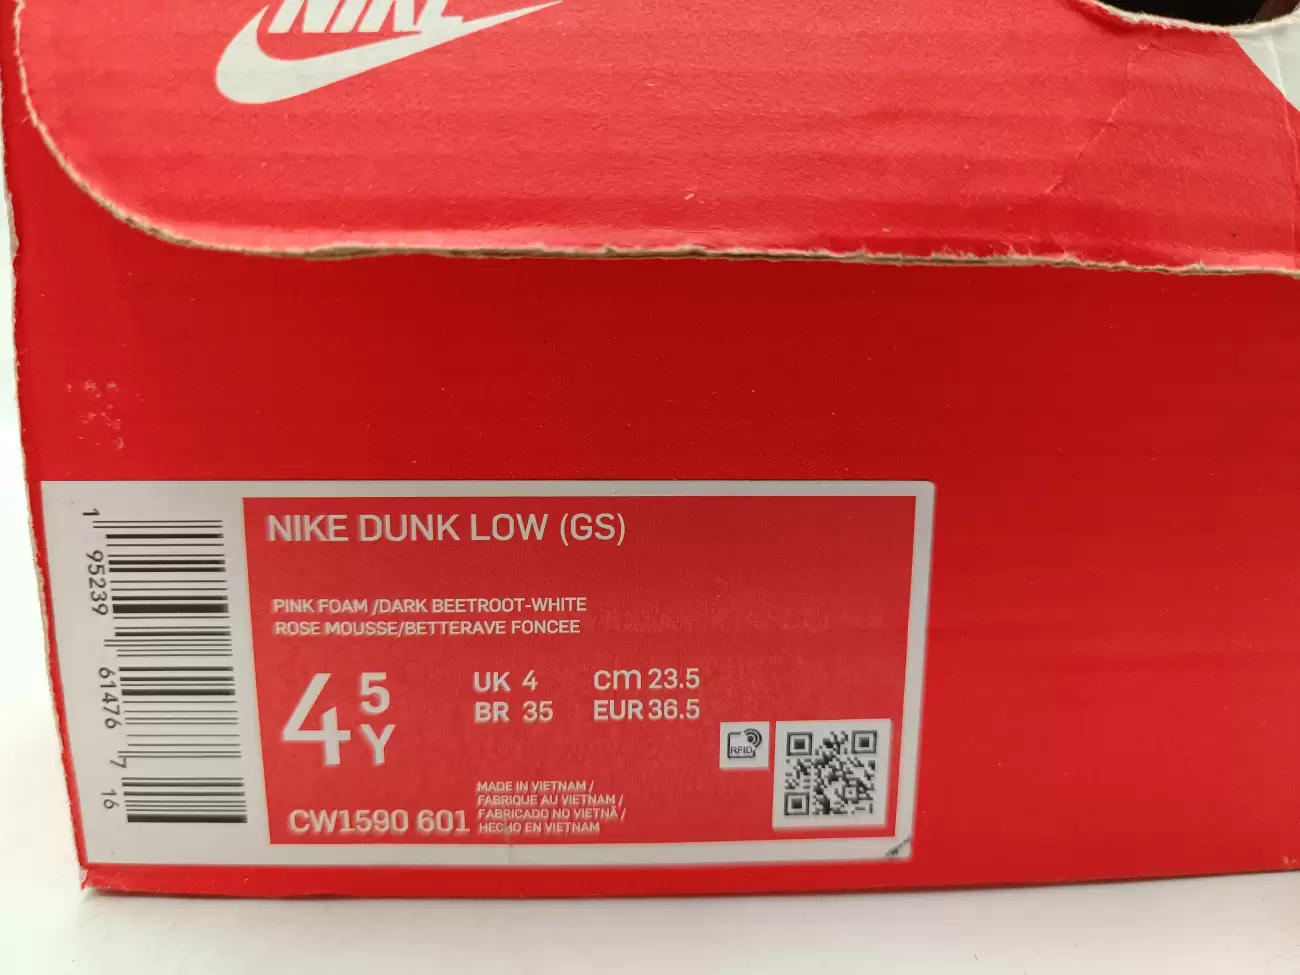 NIKE
NIKE DUNK LOW (GS)
PINK FOAM /DARK BEETROOT-WHITE
ROSE MOUSSE/BETTERAVE FONCEE
4 5 Y
UK 4 cm 23.5
BR 35 EUR 36.5
RFID
MADE IN VIETNAM /
FABRIQUE AU VIETNAM /
FABRICADO NO VIETNÃ /
HECHO EN VIETNAM
CW1590 601
1 95239 61476 7 16